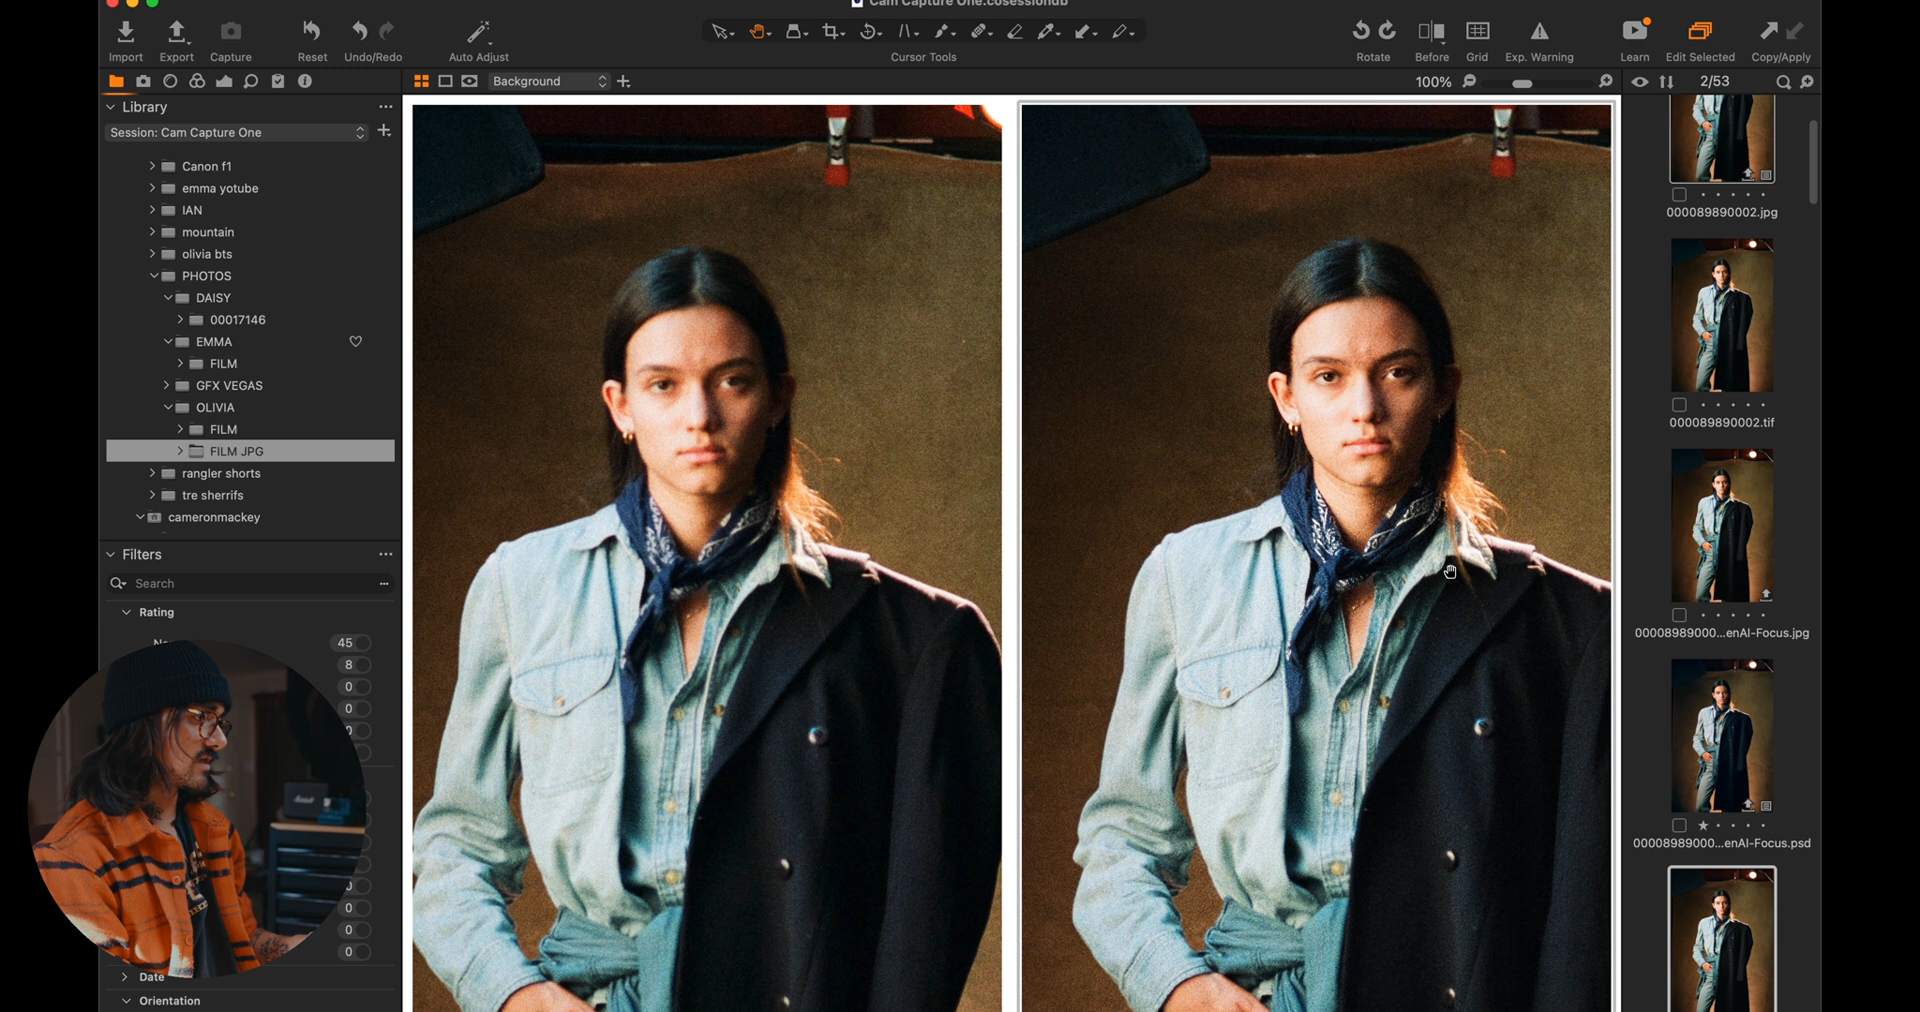 Cam Capture One.cosessiondb
Import
Export
Capture
Reset
Undo/Redo
Auto Adjust
Cursor Tools
Rotate
Before
Grid
Exp. Warning
Learn
Edit Selected
Copy/Apply
Background
100%
2/53
Library
Session: Cam Capture One
Canon f1
emma yotube
IAN
mountain
olivia bts
PHOTOS
DAISY
00017146
EMMA
FILM
GFX VEGAS
OLIVIA
FILM
FILM JPG
rangler shorts
tre sherrifs
cameronmackey
Filters
Search
Rating
45
8
0
0
0
0
0
0
Date
Orientation
000089890002.jpg
000089890002.tif
00008989000...enAI-Focus.jpg
00008989000...enAI-Focus.psd